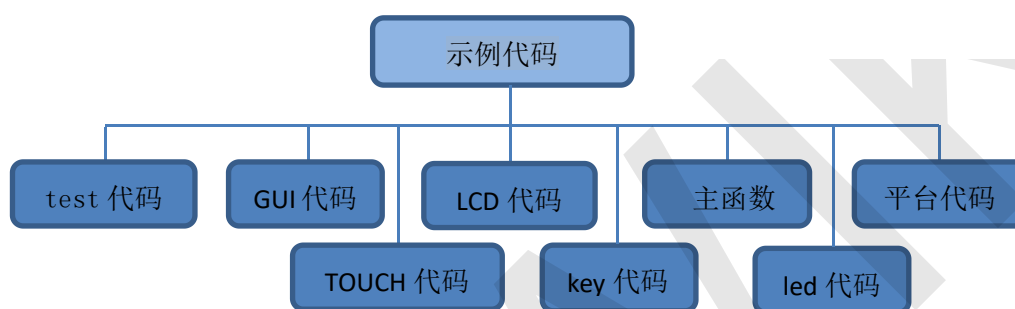 示例代码
test 代码
GUI 代码
LCD 代码
主函数
平台代码
TOUCH 代码
key 代码
led 代码